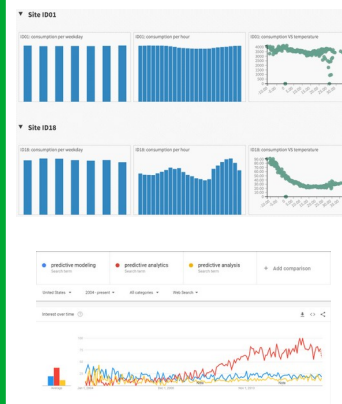 ▼ Site ID01
ID01: consumption per weekday
ID01: consumption per hour
ID01: consumption VS temperature
▼ Site ID18
ID18: consumption per weekday
ID18: consumption per hour
ID18: consumption VS temperature
predictive modeling
Search term
predictive analytics
Search term
predictive analysis
Search term
+ Add comparison
United States
2004 - present
All categories
Web Search
Interest over time
Average